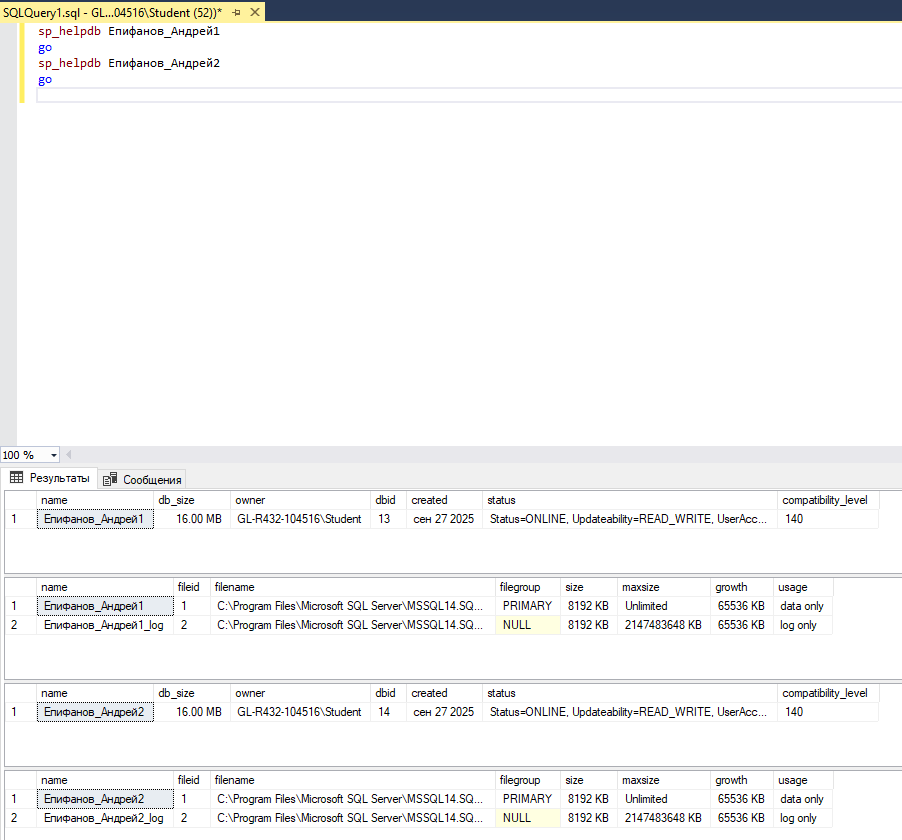 SQLQuery1.sql - GL...04516\Student (52))*
sp_helpdb Епифанов_Андрей1
go
sp_helpdb Епифанов_Андрей2
go
100 %
Результаты Сообщения
name db_size owner dbid created status compatibility_level
1 Епифанов_Андрей1 16.00 MB GL-R432-104516\Student 13 сен 27 2025 Status=ONLINE, Updateability=READ_WRITE, UserAcc... 140
name fileid filename filegroup size maxsize growth usage
1 Епифанов_Андрей1 1 C:\Program Files\Microsoft SQL Server\MSSQL14.SQ... PRIMARY 8192 KB Unlimited 65536 KB data only
2 Епифанов_Андрей1_log 2 C:\Program Files\Microsoft SQL Server\MSSQL14.SQ... NULL 8192 KB 2147483648 KB 65536 KB log only
name db_size owner dbid created status compatibility_level
1 Епифанов_Андрей2 16.00 MB GL-R432-104516\Student 14 сен 27 2025 Status=ONLINE, Updateability=READ_WRITE, UserAcc... 140
name fileid filename filegroup size maxsize growth usage
1 Епифанов_Андрей2 1 C:\Program Files\Microsoft SQL Server\MSSQL14.SQ... PRIMARY 8192 KB Unlimited 65536 KB data only
2 Епифанов_Андрей2_log 2 C:\Program Files\Microsoft SQL Server\MSSQL14.SQ... NULL 8192 KB 2147483648 KB 65536 KB log only